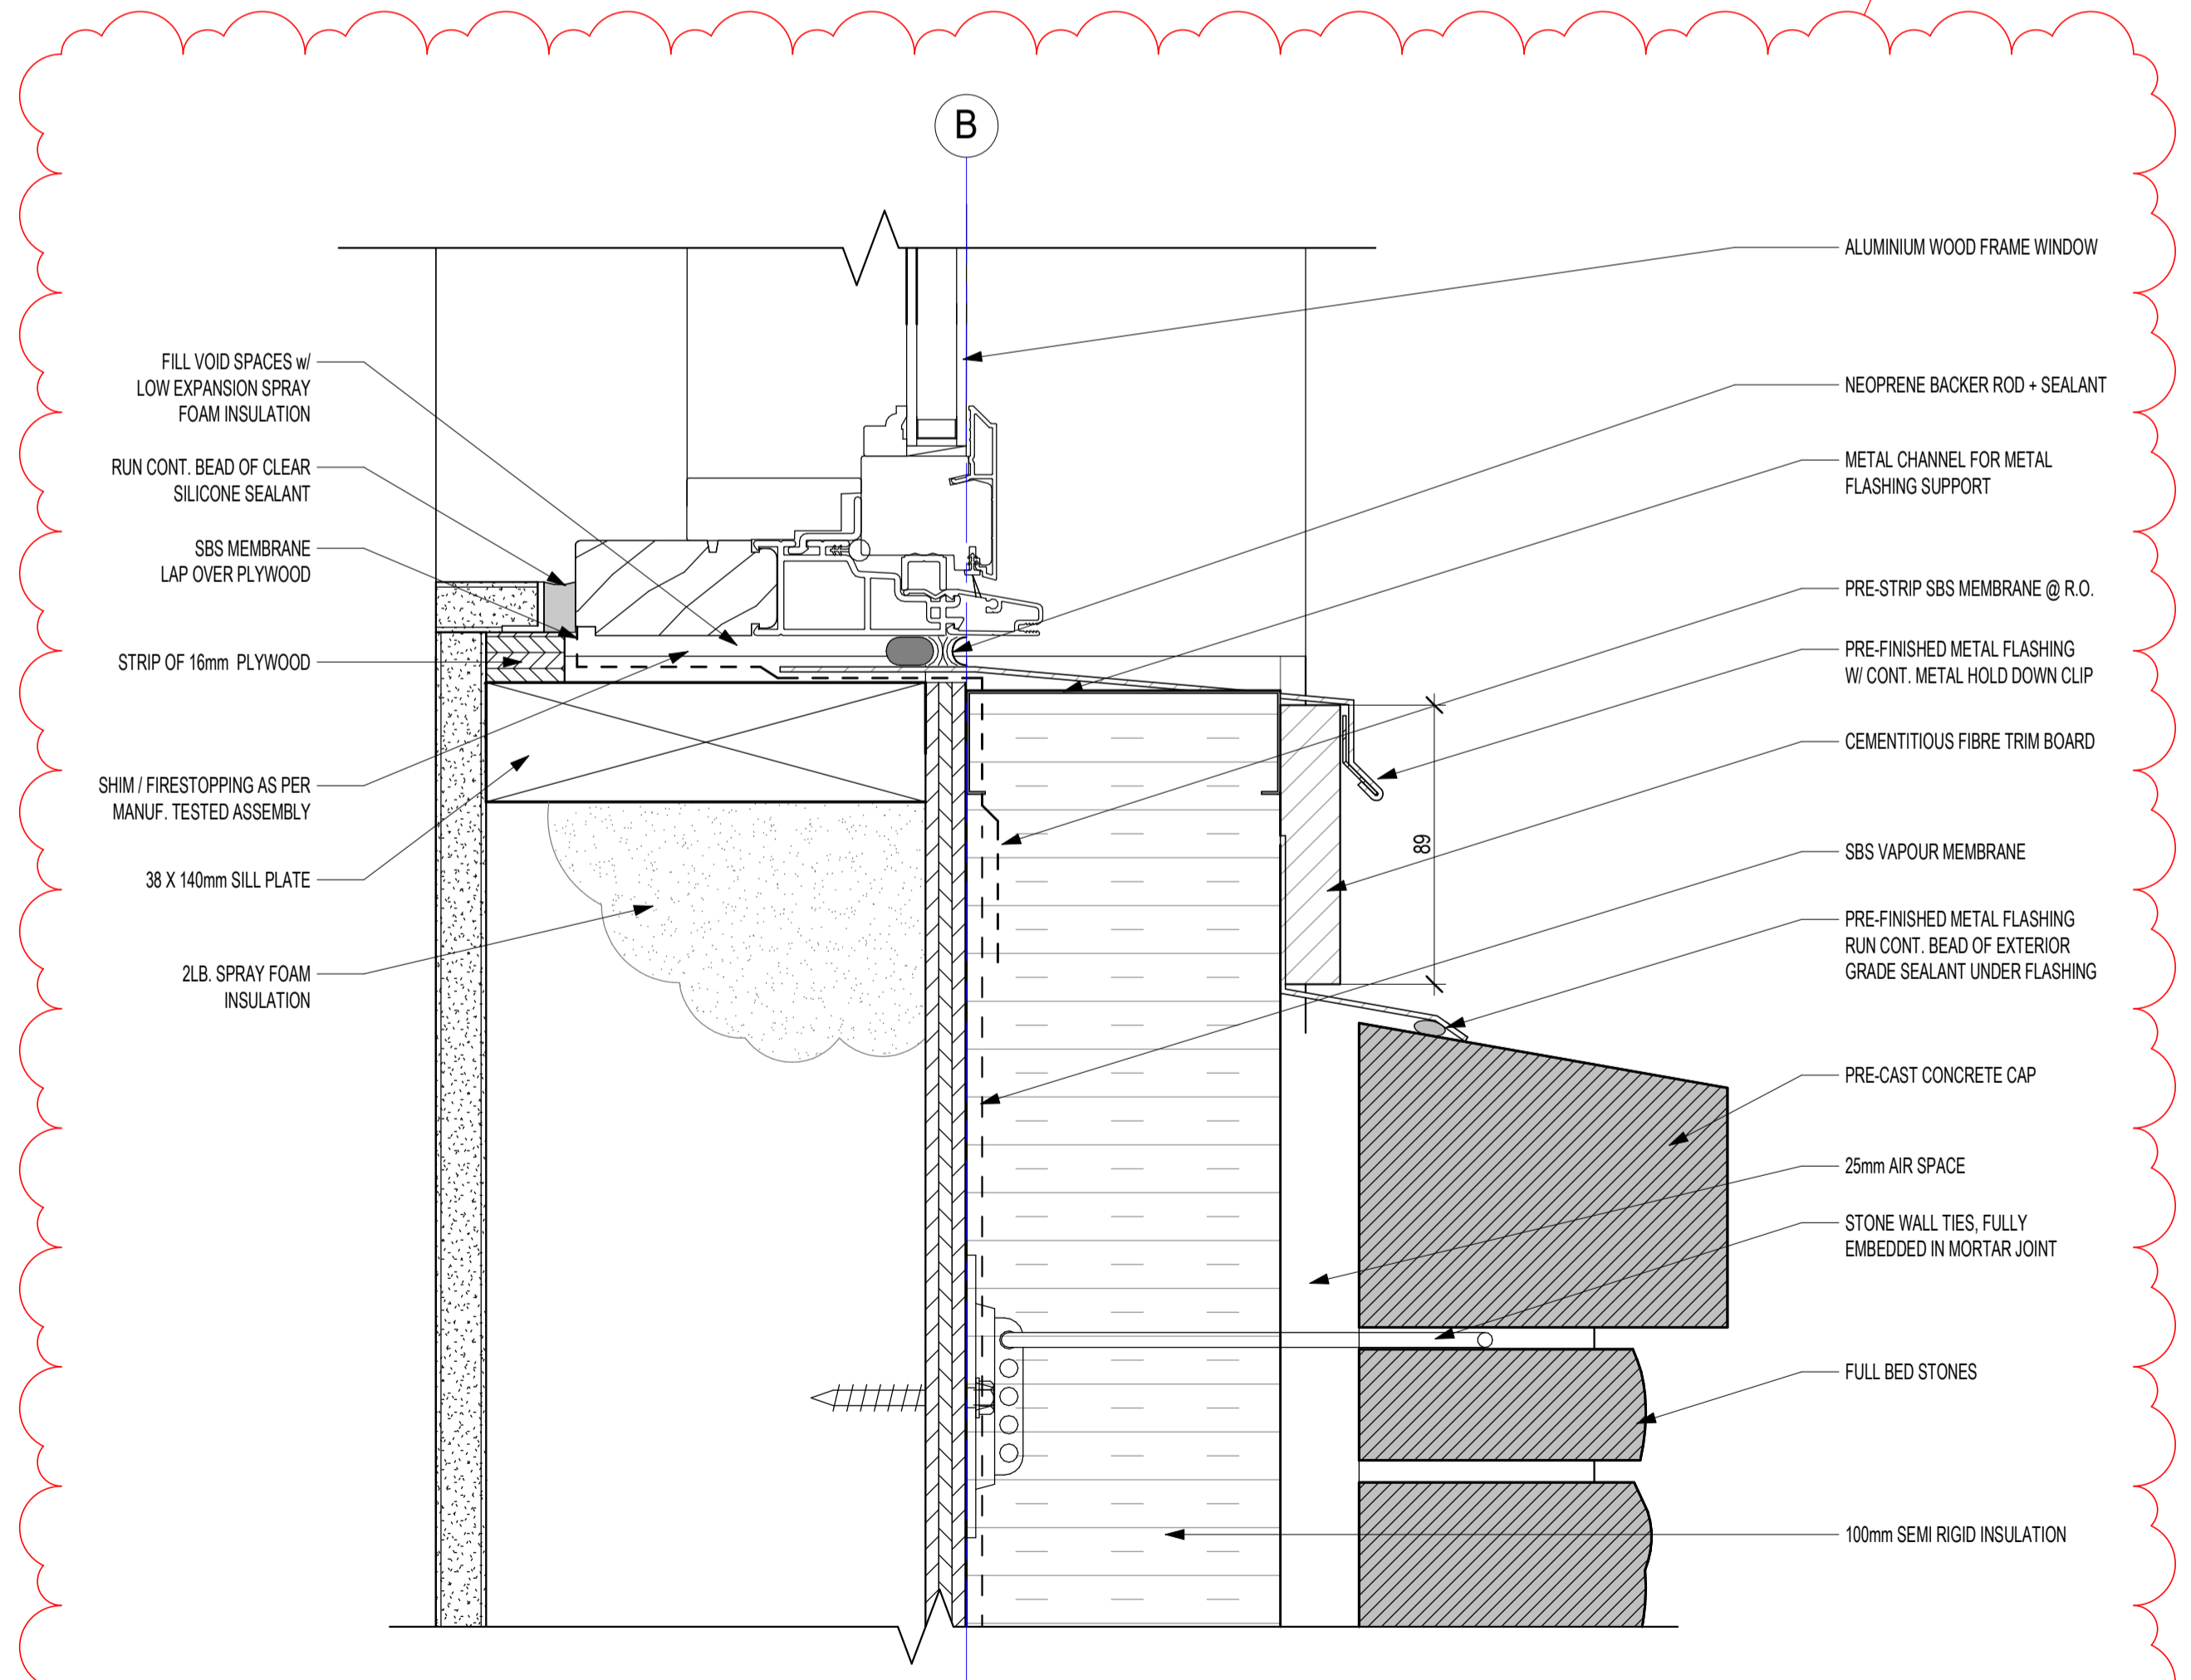 B
FILL VOID SPACES w/
LOW EXPANSION SPRAY
FOAM INSULATION
RUN CONT. BEAD OF CLEAR
SILICONE SEALANT
SBS MEMBRANE
LAP OVER PLYWOOD
STRIP OF 16mm PLYWOOD
SHIM / FIRESTOPPING AS PER
MANUF. TESTED ASSEMBLY
38 X 140mm SILL PLATE
2LB. SPRAY FOAM
INSULATION
ALUMINIUM WOOD FRAME WINDOW
NEOPRENE BACKER ROD + SEALANT
METAL CHANNEL FOR METAL
FLASHING SUPPORT
PRE-STRIP SBS MEMBRANE @ R.O.
PRE-FINISHED METAL FLASHING
W/ CONT. METAL HOLD DOWN CLIP
CEMENTITIOUS FIBRE TRIM BOARD
89
SBS VAPOUR MEMBRANE
PRE-FINISHED METAL FLASHING
RUN CONT. BEAD OF EXTERIOR
GRADE SEALANT UNDER FLASHING
PRE-CAST CONCRETE CAP
25mm AIR SPACE
STONE WALL TIES, FULLY
EMBEDDED IN MORTAR JOINT
FULL BED STONES
100mm SEMI RIGID INSULATION